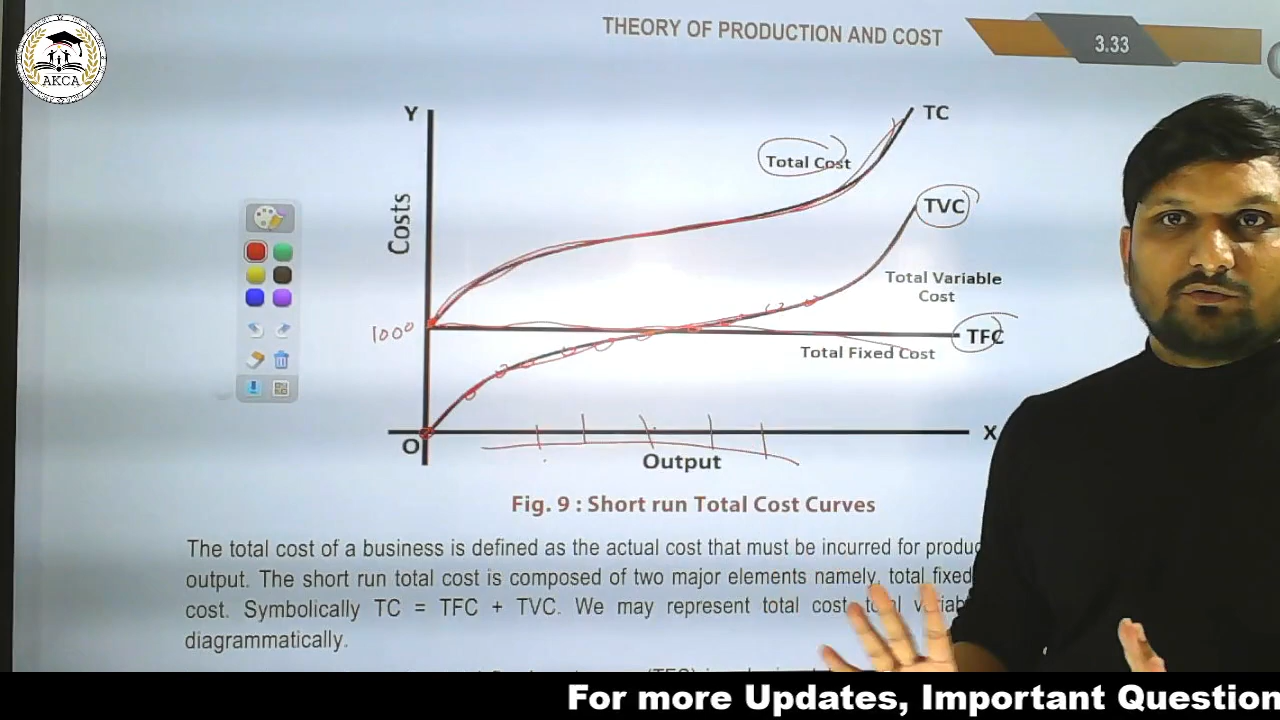 AKCA
THEORY OF PRODUCTION AND COST
3.33
Y
TC
Total Cost
TVC
Costs
Total Variable
Cost
1000
TFC
Total Fixed Cost
O
X
Output
Fig. 9 : Short run Total Cost Curves
The total cost of a business is defined as the actual cost that must be incurred for
output. The short run total cost is composed of two major elements namely, total fixed
cost. Symbolically TC = TFC + TVC. We may represent total cost, total
diagrammatically.
For more Updates, Important Question